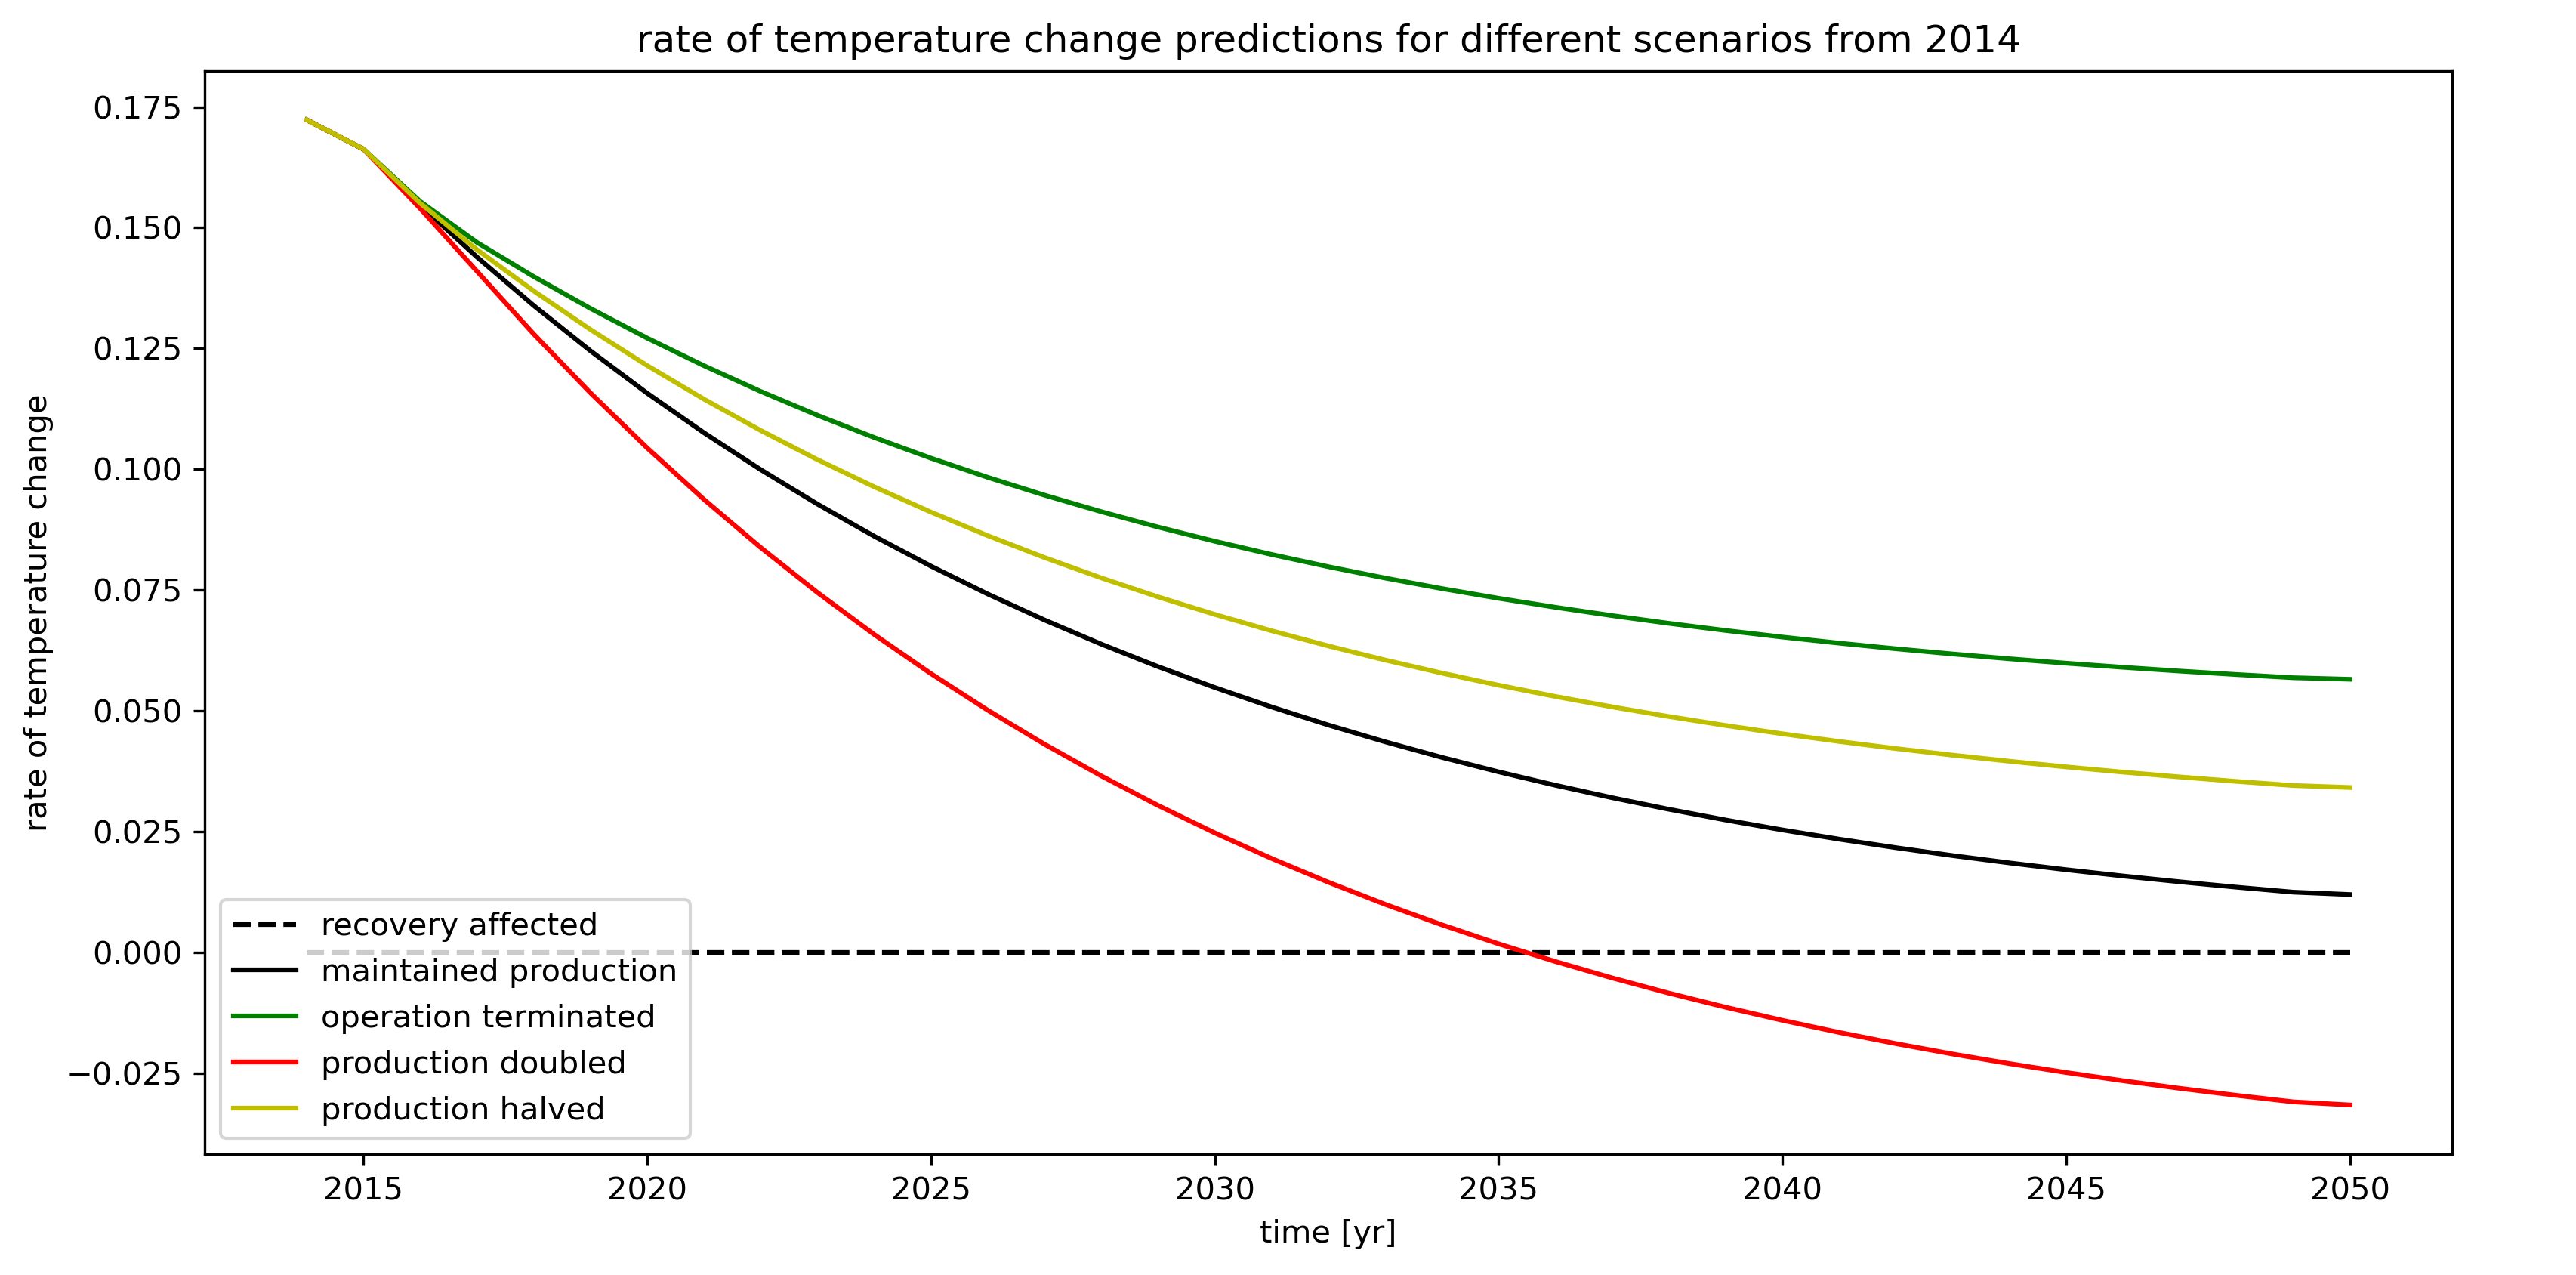 rate of temperature change predictions for different scenarios from 2014
rate of temperature change
0.175
0.150
0.125
0.100
0.075
0.050
0.025
0.000
−0.025
recovery affected
maintained production
operation terminated
production doubled
production halved
2015 2020 2025 2030 2035 2040 2045 2050
time [yr]